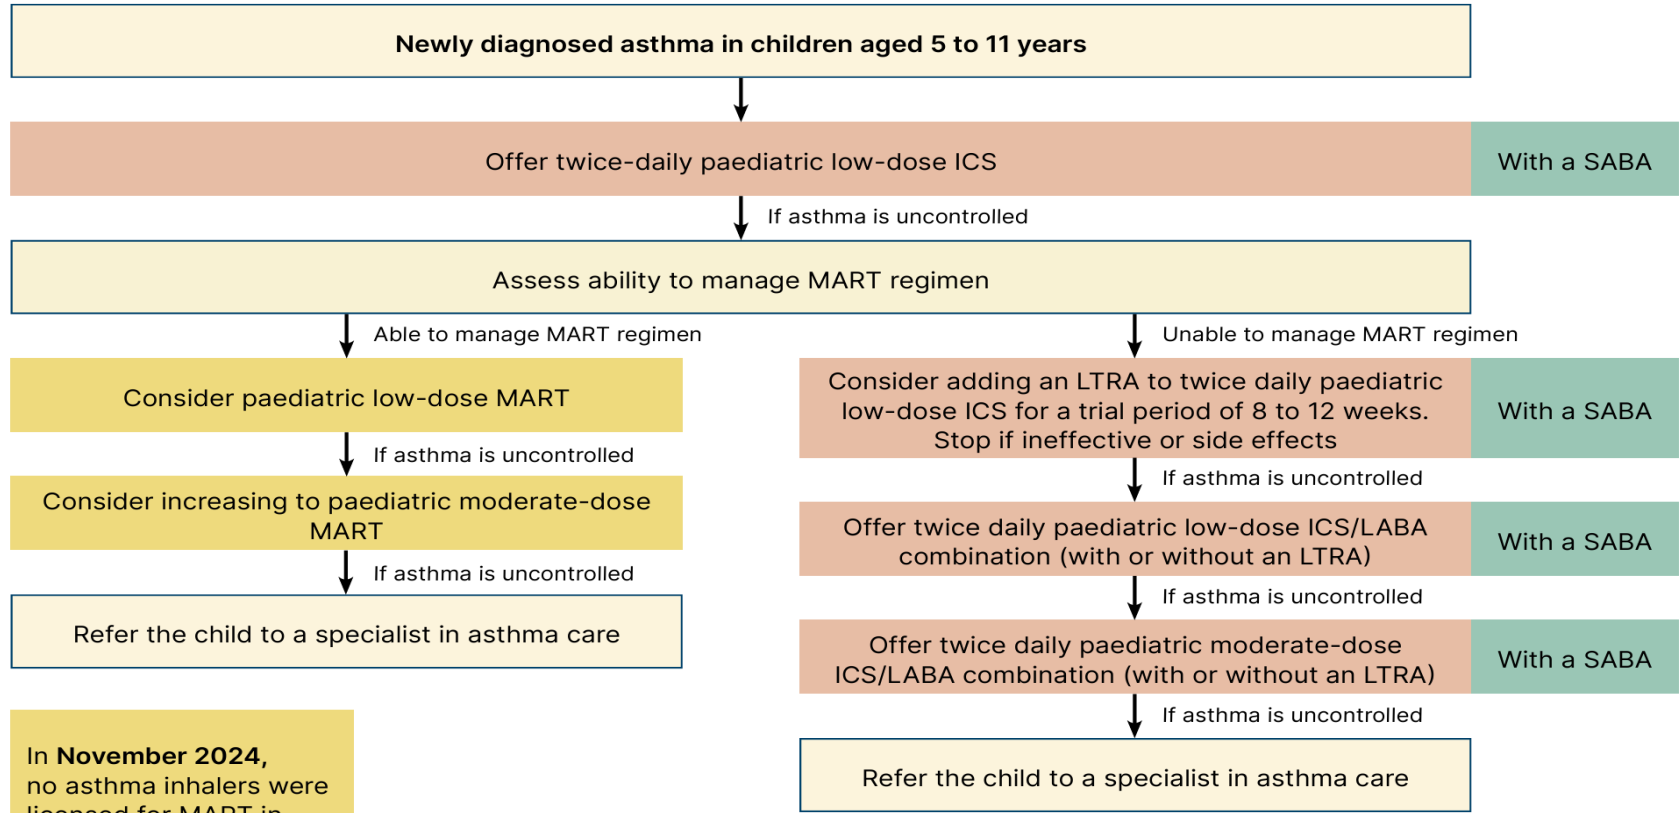 Newly diagnosed asthma in children aged 5 to 11 years
Offer twice-daily paediatric low-dose ICS
With a SABA
If asthma is uncontrolled
Assess ability to manage MART regimen
Able to manage MART regimen
Consider paediatric low-dose MART
If asthma is uncontrolled
Consider increasing to paediatric moderate-dose
MART
If asthma is uncontrolled
Refer the child to a specialist in asthma care
In November 2024,
no asthma inhalers were
licensed for MART in
Unable to manage MART regimen
Consider adding an LTRA to twice daily paediatric
low-dose ICS for a trial period of 8 to 12 weeks.
Stop if ineffective or side effects
With a SABA
If asthma is uncontrolled
Offer twice daily paediatric low-dose ICS/LABA
combination (with or without an LTRA)
With a SABA
If asthma is uncontrolled
Offer twice daily paediatric moderate-dose
ICS/LABA combination (with or without an LTRA)
With a SABA
If asthma is uncontrolled
Refer the child to a specialist in asthma care